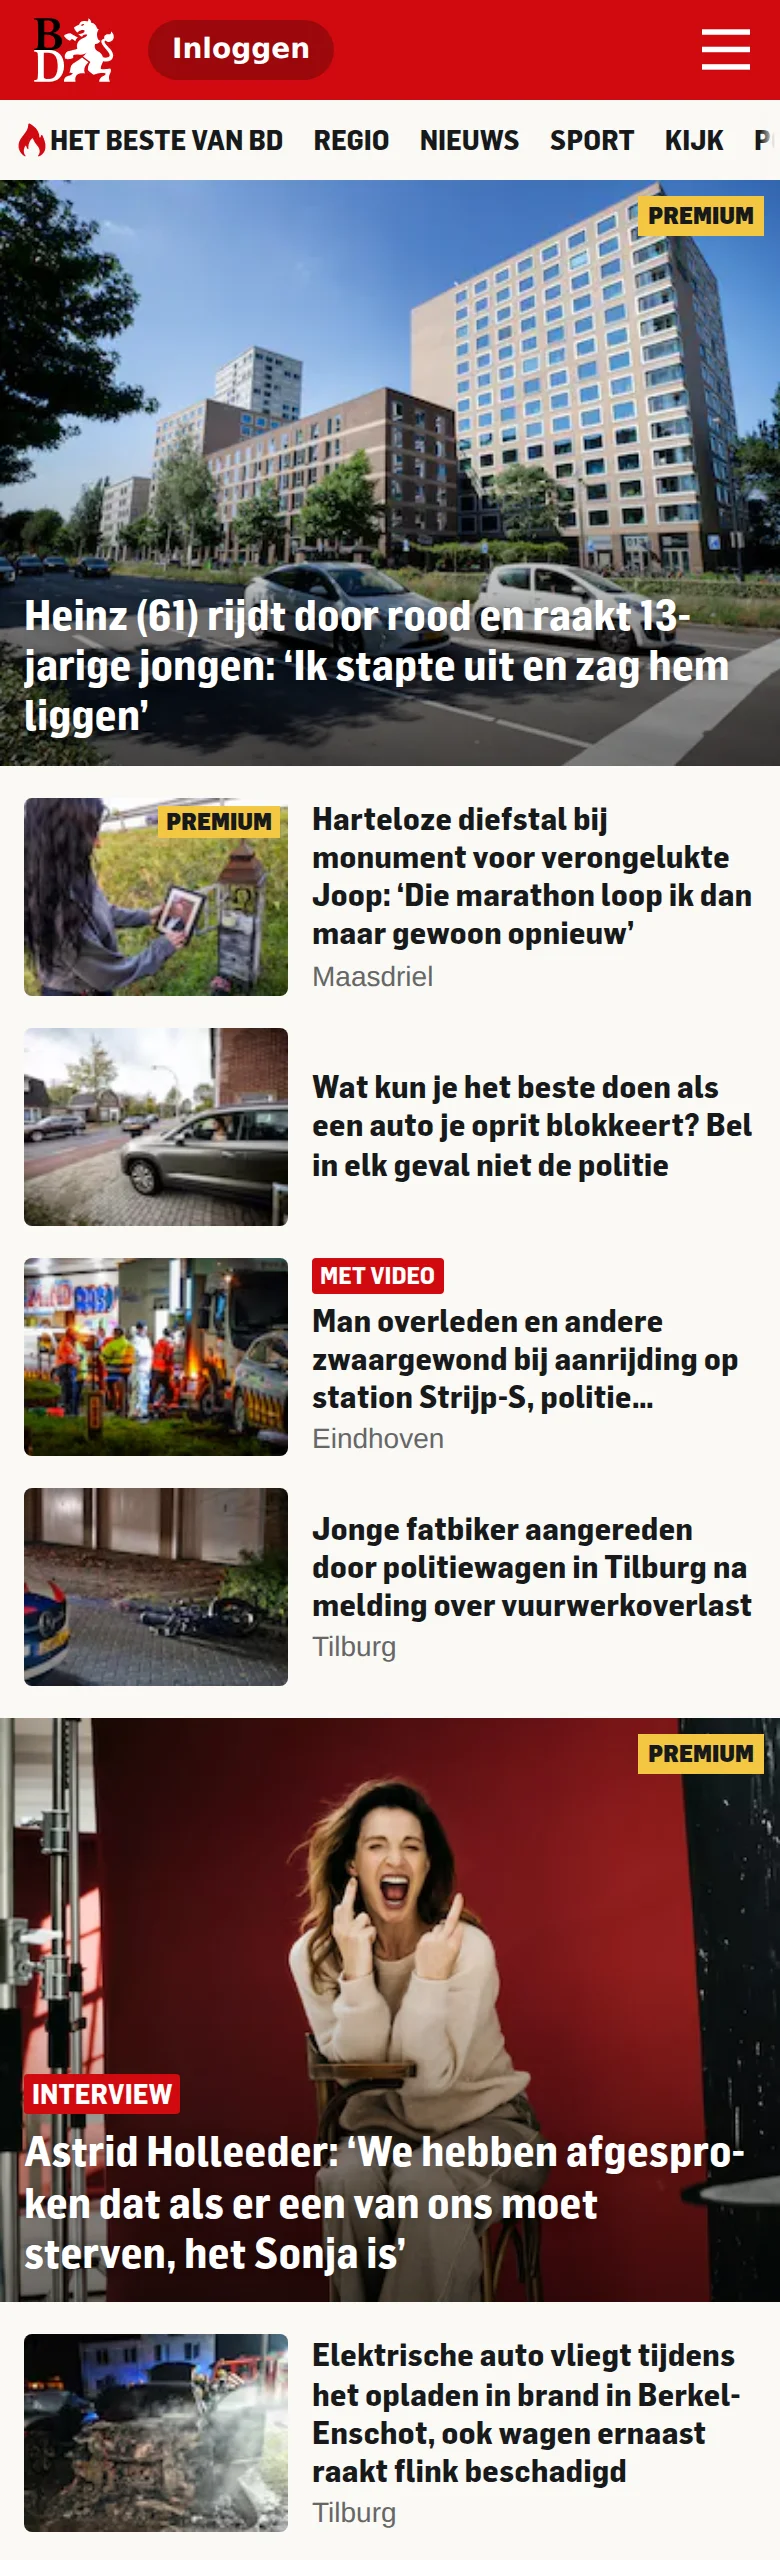 BD
Inloggen
HET BESTE VAN BD REGIO NIEUWS SPORT KIJK
PREMIUM
Heinz (61) rijdt door rood en raakt 13-
jarige jongen: ‘Ik stapte uit en zag hem
liggen’
PREMIUM
Harteloze diefstal bij
monument voor verongelukte
Joop: ‘Die marathon loop ik dan
maar gewoon opnieuw’
Maasdriel
Wat kun je het beste doen als
een auto je oprit blokkeert? Bel
in elk geval niet de politie
MET VIDEO
Man overleden en andere
zwaargewond bij aanrijding op
station Strijp-S, politie...
Eindhoven
Jonge fatbiker aangereden
door politiewagen in Tilburg na
melding over vuurwerkoverlast
Tilburg
PREMIUM
INTERVIEW
Astrid Holleeder: ‘We hebben afgespro-
ken dat als er een van ons moet
sterven, het Sonja is’
Elektrische auto vliegt tijdens
het opladen in brand in Berkel-
Enschot, ook wagen ernaast
raakt flink beschadigd
Tilburg